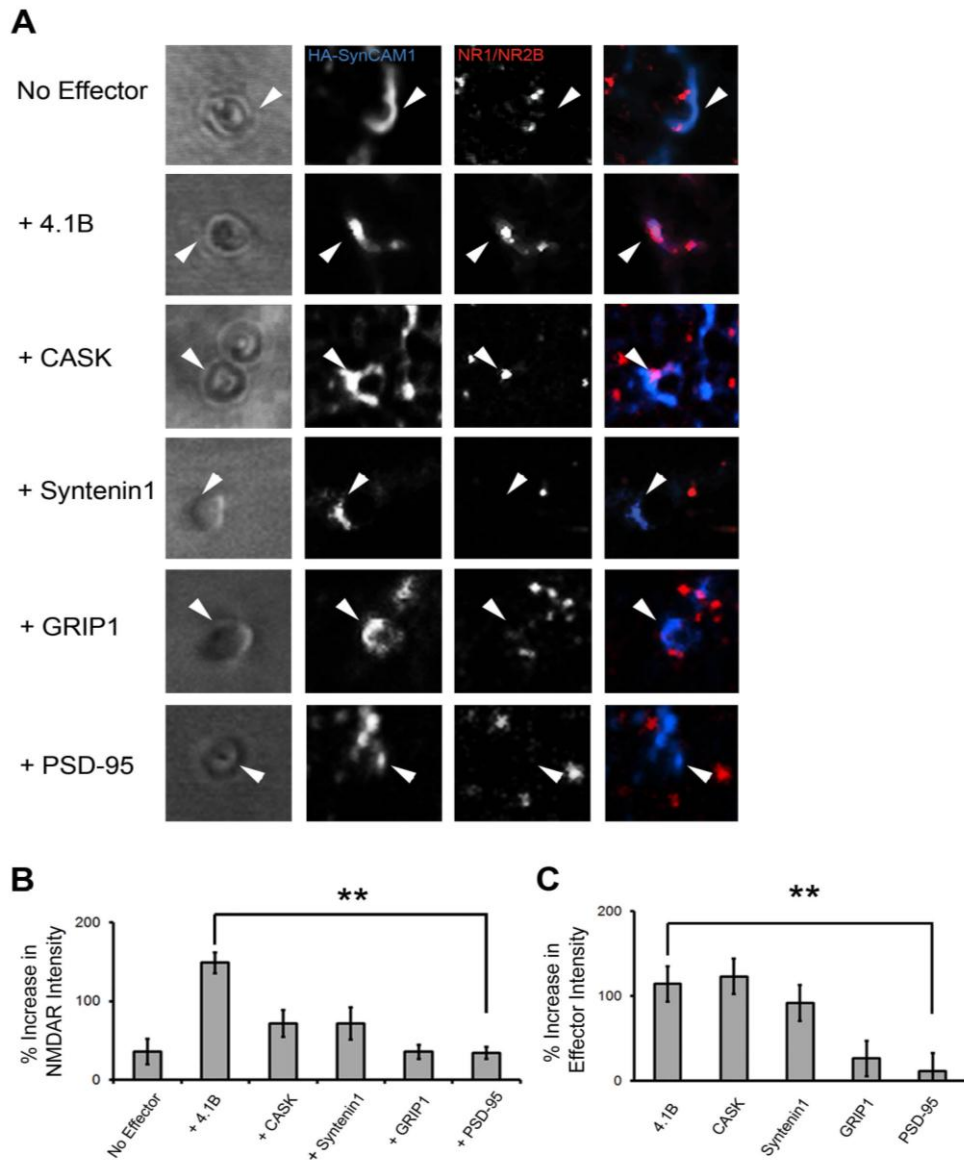 A
HA-SynCAM1 NR1/NR2B
No Effector
+ 4.1B
+ CASK
+ Syntenin1
+ GRIP1
+ PSD-95
B
**
% Increase in
NMDAR Intensity
200
100
0
No Effector
+ 4.1B
+ CASK
+ Syntenin1
+ GRIP1
+ PSD-95
C
**
% Increase in
Effector Intensity
200
100
0
4.1B
CASK
Syntenin1
GRIP1
PSD-95